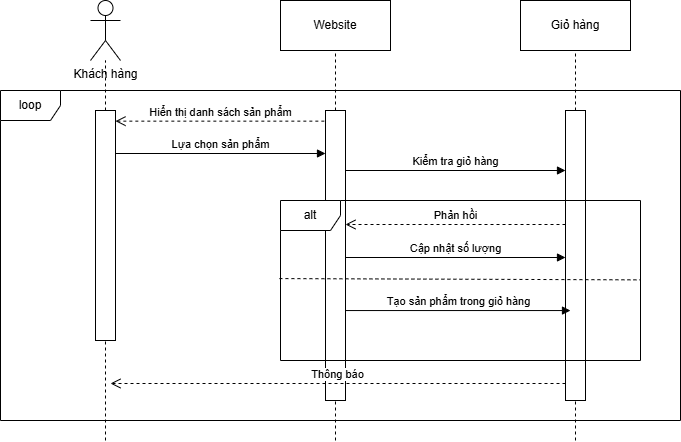 Khách hàng
Website
Giỏ hàng
loop
Hiển thị danh sách sản phẩm
Lựa chọn sản phẩm
Kiểm tra giỏ hàng
alt
Phản hồi
Cập nhật số lượng
Tạo sản phẩm trong giỏ hàng
Thông báo